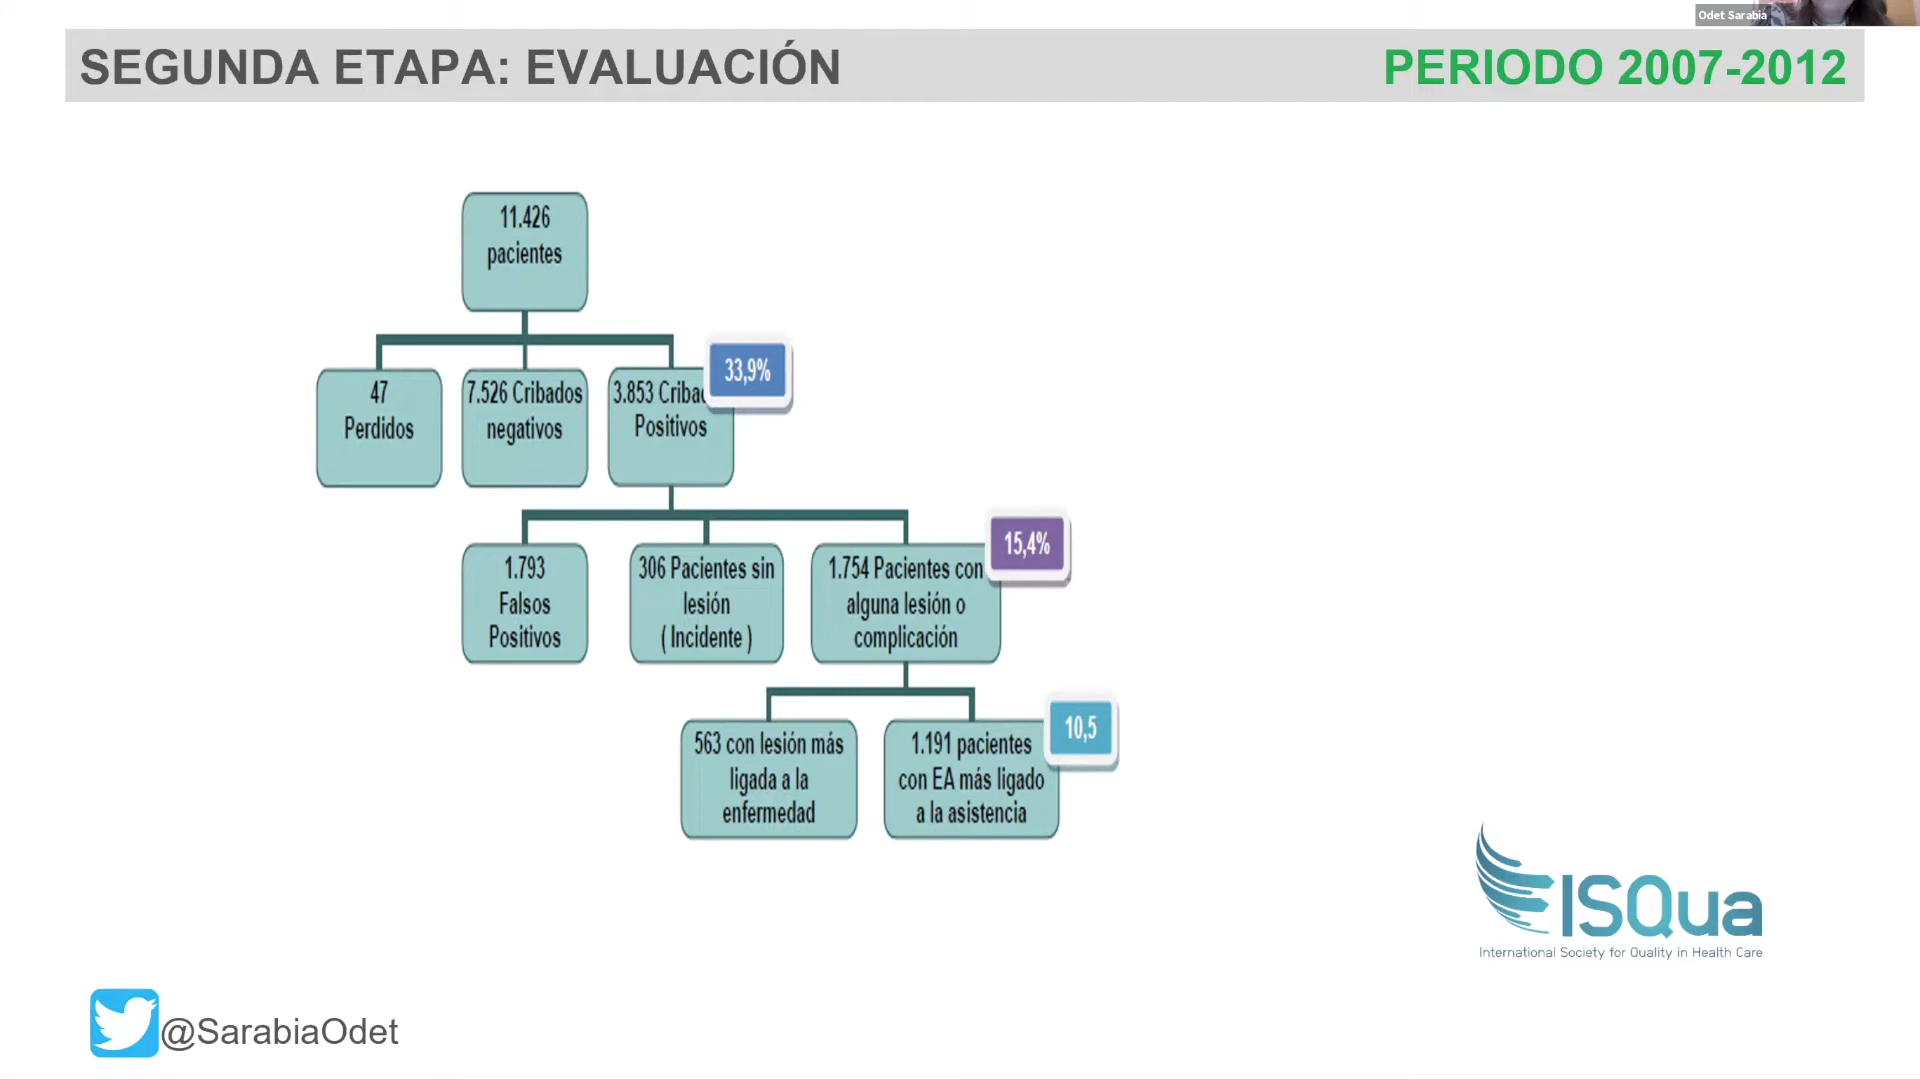 Odet Sarabia
SEGUNDA ETAPA: EVALUACIÓN
PERIODO 2007-2012
11.426
pacientes
33,9%
47
Perdidos
7.526 Cribados
negativos
3.853
Positivos
15,4%
1.793
Falsos
Positivos
306 Pacientes sin
lesión
( Incidente )
1.754 Pacientes con
alguna lesión o
complicación
10,5
563 con lesión más
ligada a la
enfermedad
1.191 pacientes
con EA más ligado
a la asistencia
ISQua
International Society for Quality in Health Care
@SarabiaOdet